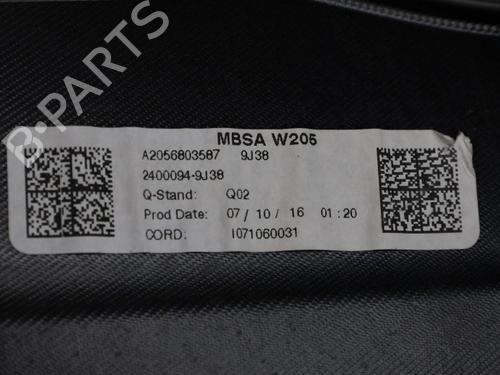 B-PARTS
MBSA W205
A2056803587 9J38
2400094-9J38
Q-Stand: Q02
Prod Date: 07/10/16 01:20
CORD: I071060031